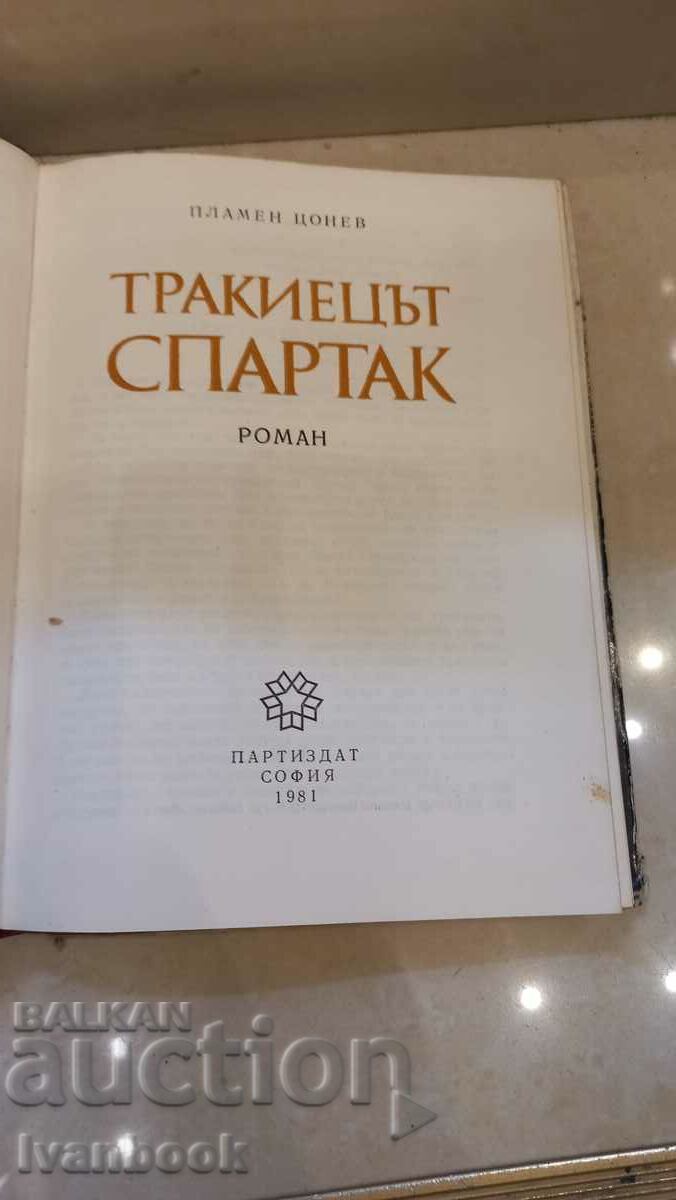 ПЛАМЕН ЦОНЕВ
ТРАКИЕЦЪТ
СПАРТАК
РОМАН
ПАРТИЗДАТ
СОФИЯ
1981
BALKAN
auction
Ivanbook